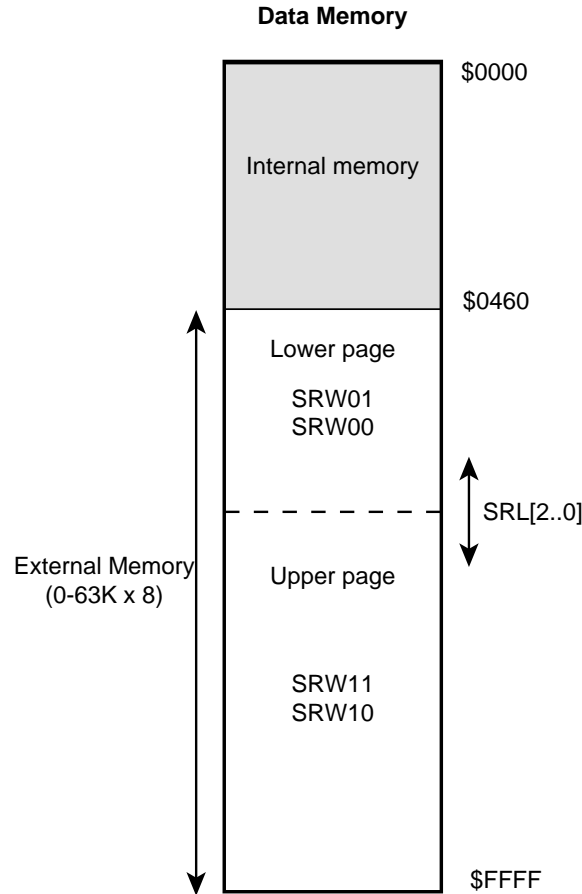 Data Memory
$0000
Internal memory
$0460
Lower page
SRW01
SRW00
SRL[2..0]
External Memory
(0-63K x 8)
Upper page
SRW11
SRW10
$FFFF